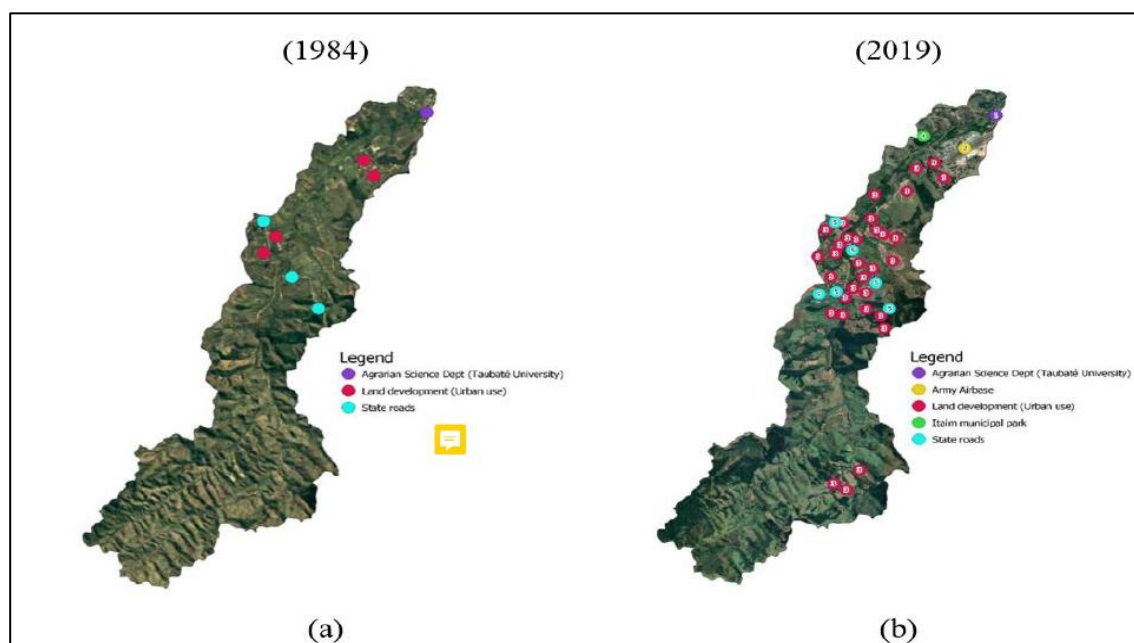 (1984)
(2019)
Legend
Agrarian Science Dept (Taubaté University)
Land development (Urban use)
State roads
Legend
Agrarian Science Dept (Taubaté University)
Army Airbase
Land development (Urban use)
Itaim municipal park
State roads
(a)
(b)